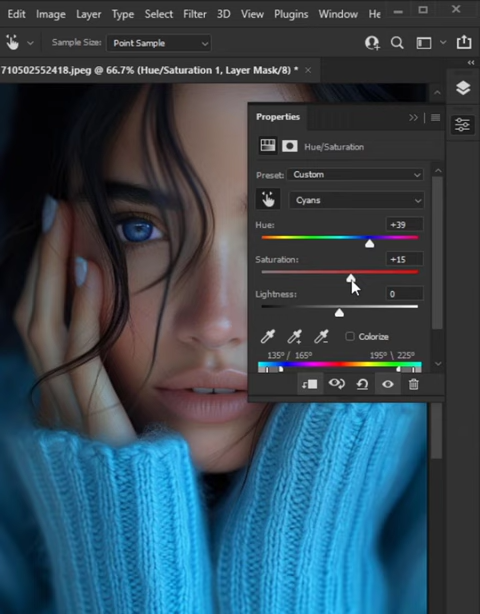 Edit Image Layer Type Select Filter 3D View Plugins Window He
Sample Size: Point Sample
710502552418.jpeg @ 66.7% (Hue/Saturation 1, Layer Mask/8) * ×
Properties
Hue/Saturation
Preset: Custom
Cyans
Hue: +39
Saturation: +15
Lightness: 0
Colorize
135° / 165° 195° \ 225°